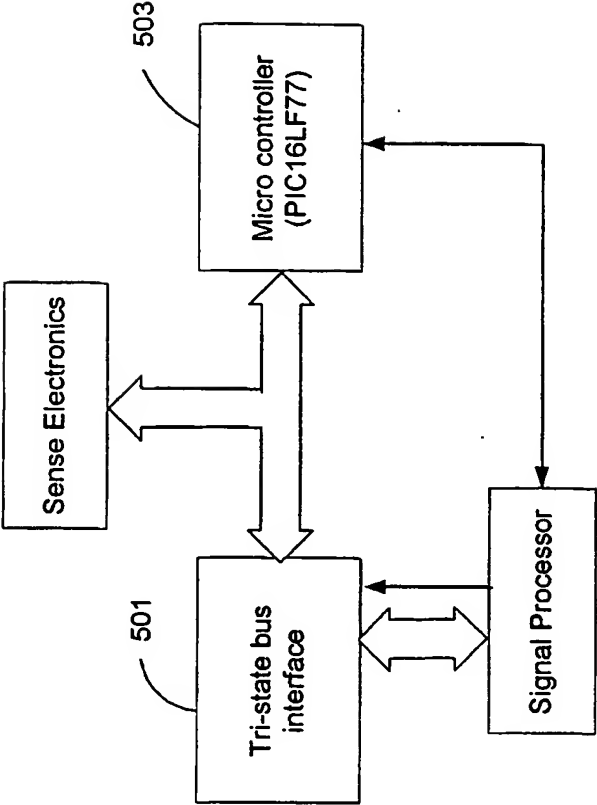 503
Micro controller
(PIC16LF77)
Sense Electronics
501
Tri-state bus
interface
Signal Processor